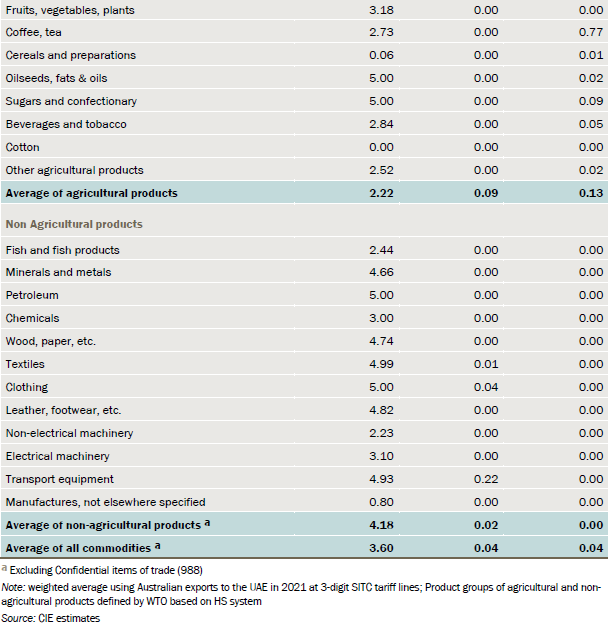 Fruits, vegetables, plants 3.18 0.00 0.00
Coffee, tea 2.73 0.00 0.77
Cereals and preparations 0.06 0.00 0.01
Oilseeds, fats & oils 5.00 0.00 0.02
Sugars and confectionary 5.00 0.00 0.09
Beverages and tobacco 2.84 0.00 0.05
Cotton 0.00 0.00 0.00
Other agricultural products 2.52 0.00 0.02
Average of agricultural products 2.22 0.09 0.13
Non Agricultural products
Fish and fish products 2.44 0.00 0.00
Minerals and metals 4.66 0.00 0.00
Petroleum 5.00 0.00 0.00
Chemicals 3.00 0.00 0.00
Wood, paper, etc. 4.74 0.00 0.00
Textiles 4.99 0.01 0.00
Clothing 5.00 0.04 0.00
Leather, footwear, etc. 4.82 0.00 0.00
Non-electrical machinery 2.23 0.00 0.00
Electrical machinery 3.10 0.00 0.00
Transport equipment 4.93 0.22 0.00
Manufactures, not elsewhere specified 0.80 0.00 0.00
Average of non-agricultural products a 4.18 0.02 0.00
Average of all commodities a 3.60 0.04 0.04
a Excluding Confidential items of trade (988)
Note: weighted average using Australian exports to the UAE in 2021 at 3-digit SITC tariff lines; Product groups of agricultural and non-
agricultural products defined by WTO based on HS system
Source: CIE estimates